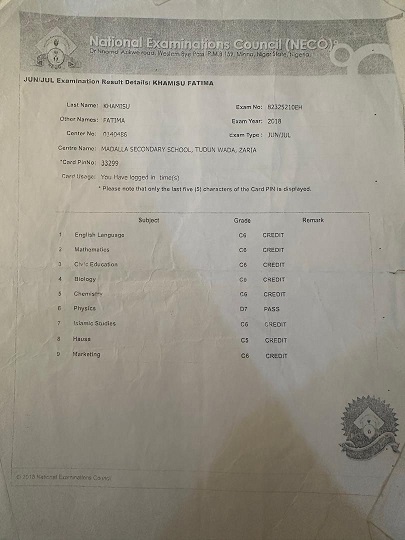 National Examinations Council (NECO)
JUN/JUL Examination Result Details: KHAMISU FATIMA
Last Name: KHAMISU Exam No: 82325210EH
Other Names: FATIMA Exam Year: 2018
Center No: 0140486 Exam Type: JUN/JUL
Centre Name: MADALLA SECONDARY SCHOOL, TUDUN WADA, ZARIA
*Card PinNo: 33299
Card Usage: You Have logged in time(s)
* Please note that only the last five (5) characters of the Card PIN is displayed.
Subject Grade Remark
1 English Language C6 CREDIT
2 Mathematics C6 CREDIT
3 Civic Education C6 CREDIT
4 Biology CREDIT
5 Chemistry C6 CREDIT
6 Physics D7 PASS
7 Islamic Studies C6 CREDIT
8 Hausa C5 CREDIT
9 Marketing C6 CREDIT
National Examinations Council